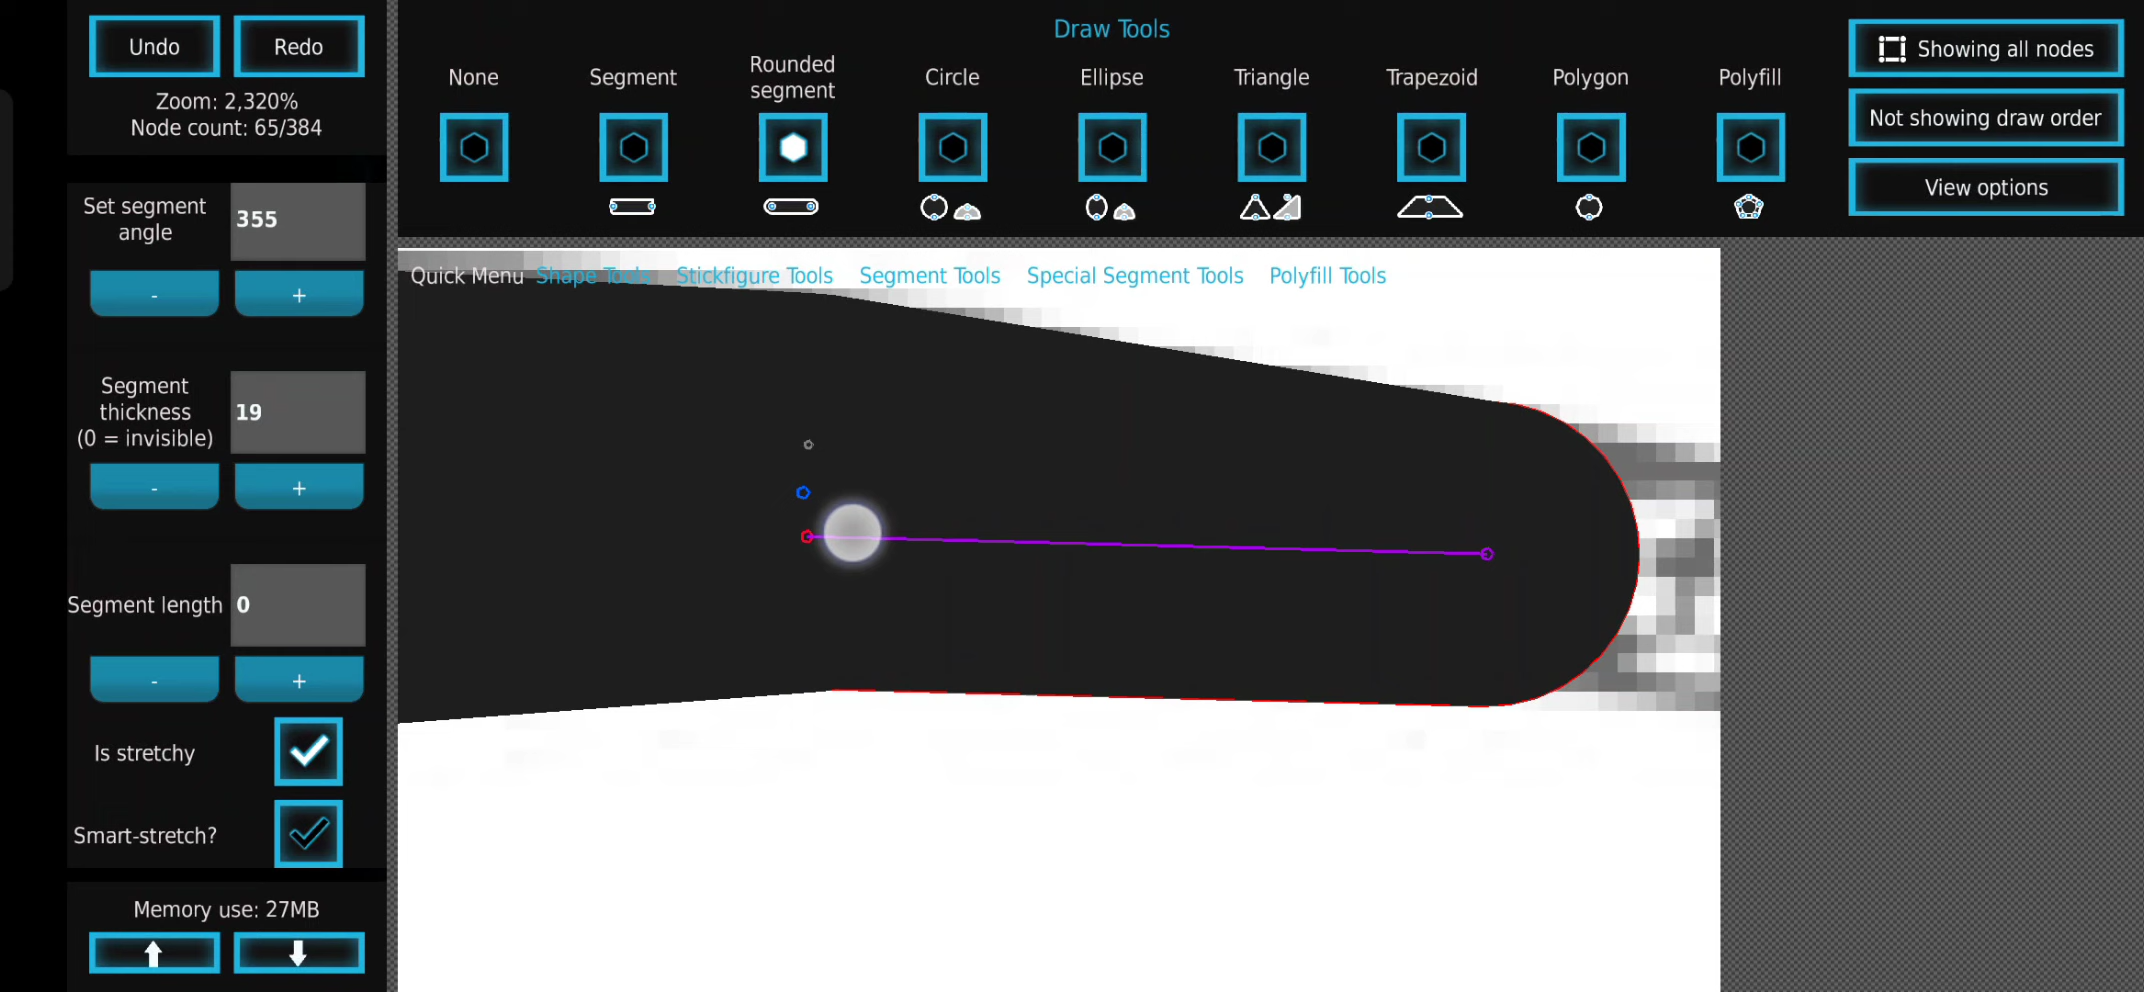 Undo
Redo
Zoom: 2,320%
Node count: 65/384
Set segment
angle
355
-
+
Segment
thickness
(0 = invisible)
19
-
+
Segment length
0
-
+
Is stretchy
Smart-stretch?
Memory use: 27MB
Draw Tools
None
Segment
Rounded
segment
Circle
Ellipse
Triangle
Trapezoid
Polygon
Polyfill
Showing all nodes
Not showing draw order
View options
Quick Menu
Shape Tools
Stickfigure Tools
Segment Tools
Special Segment Tools
Polyfill Tools